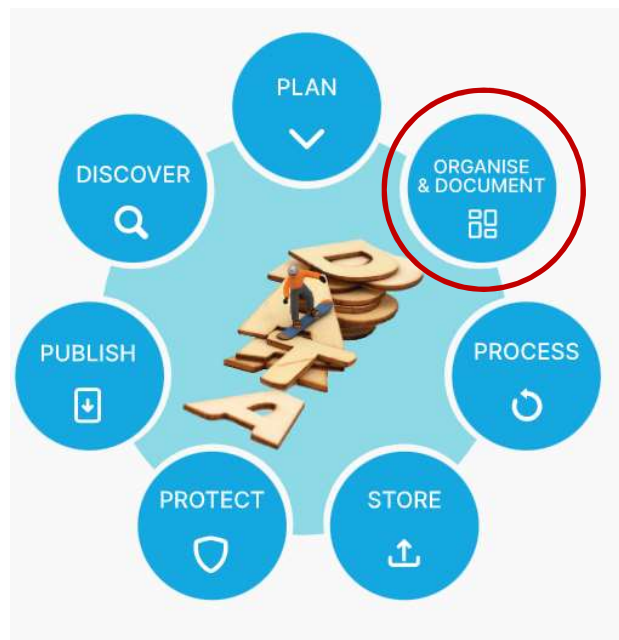 PLAN
ORGANISE
& DOCUMENT
PROCESS
STORE
PROTECT
PUBLISH
DISCOVER
D
A
T
A